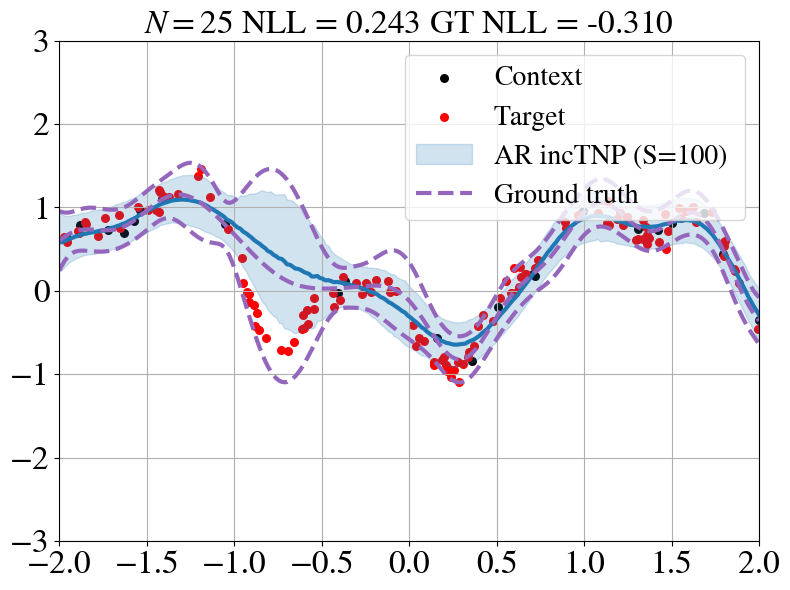 N = 25 NLL = 0.243 GT NLL = -0.310
Context
Target
AR incTNP (S=100)
Ground truth
3
2
1
0
−1
−2
−3
−2.0 −1.5 −1.0 −0.5 0.0 0.5 1.0 1.5 2.0